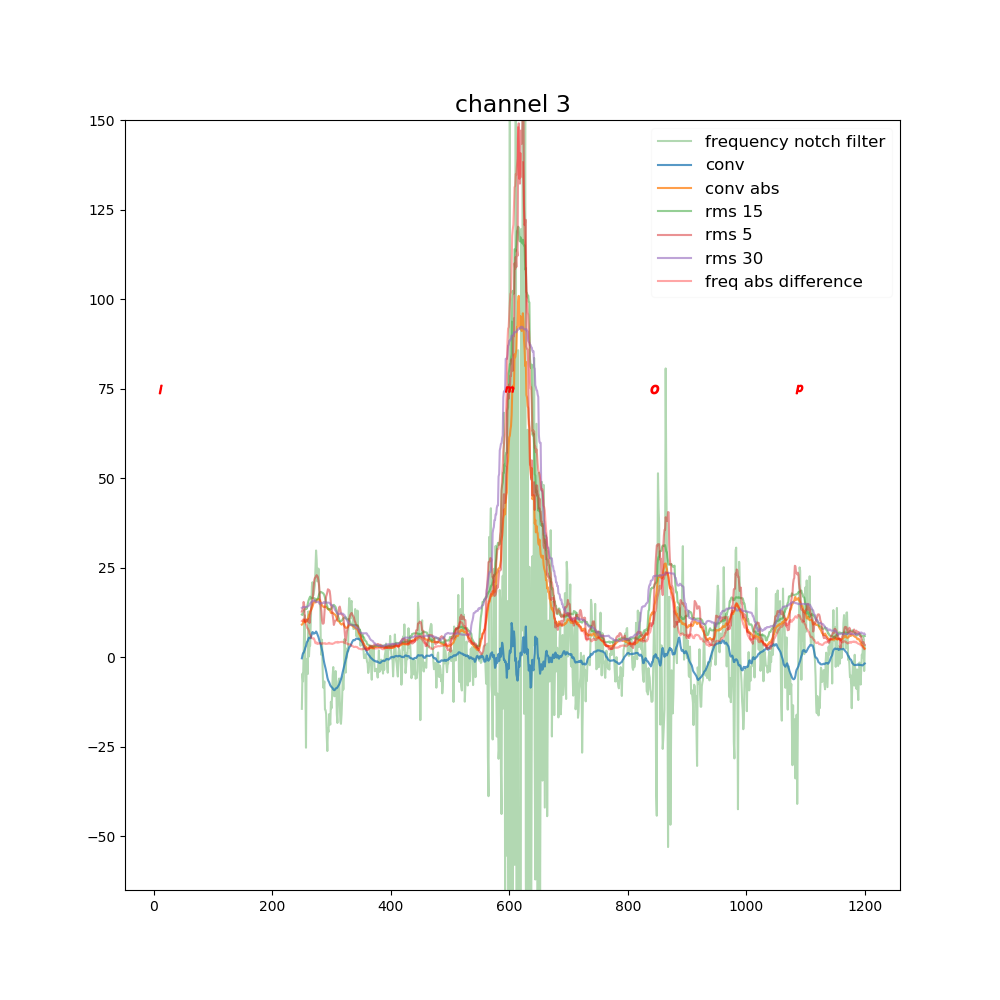 channel 3
150
125
100
75
50
25
0
−25
−50
frequency notch filter
conv
conv abs
rms 15
rms 5
rms 30
freq abs difference
l m o p
0 200 400 600 800 1000 1200